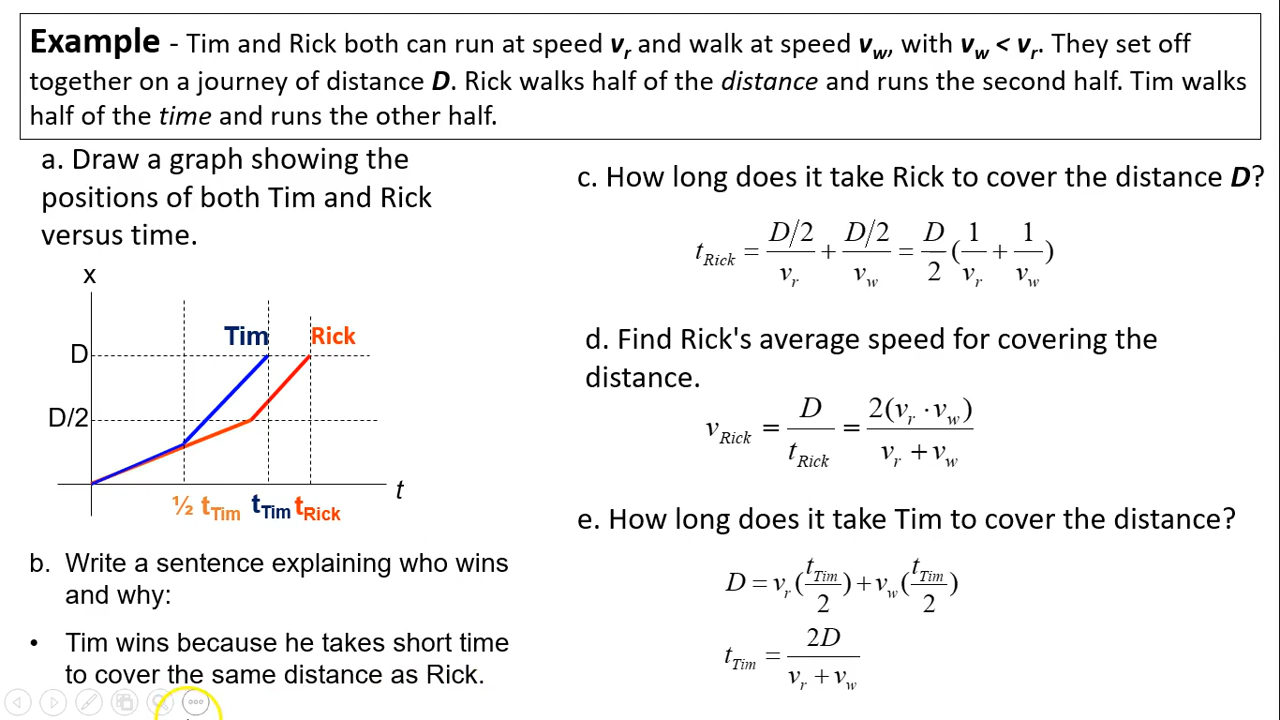 Example - Tim and Rick both can run at speed vr and walk at speed vw, with vw < vr. They set off
together on a journey of distance D. Rick walks half of the distance and runs the second half. Tim walks
half of the time and runs the other half.
a. Draw a graph showing the
positions of both Tim and Rick
versus time.
x
Tim
Rick
D
D/2
t
½ tTim tTim tRick
b. Write a sentence explaining who wins
and why:
• Tim wins because he takes short time
to cover the same distance as Rick.
c. How long does it take Rick to cover the distance D?
tRick = D/2 / vr + D/2 / vw = D/2 (1/vr + 1/vw)
d. Find Rick's average speed for covering the
distance.
vRick = D / tRick = 2(vr · vw) / vr + vw
e. How long does it take Tim to cover the distance?
D = vr(tTim/2) + vw(tTim/2)
tTim = 2D / vr + vw